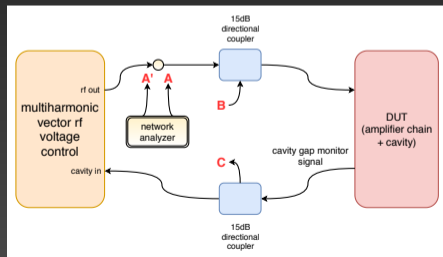 15dB
directional
coupler
rf out
A' A
multiharmonic
vector rf
voltage
control
B
network
analyzer
DUT
(amplifier chain
+ cavity)
cavity gap monitor
signal
cavity in
C
15dB
directional
coupler